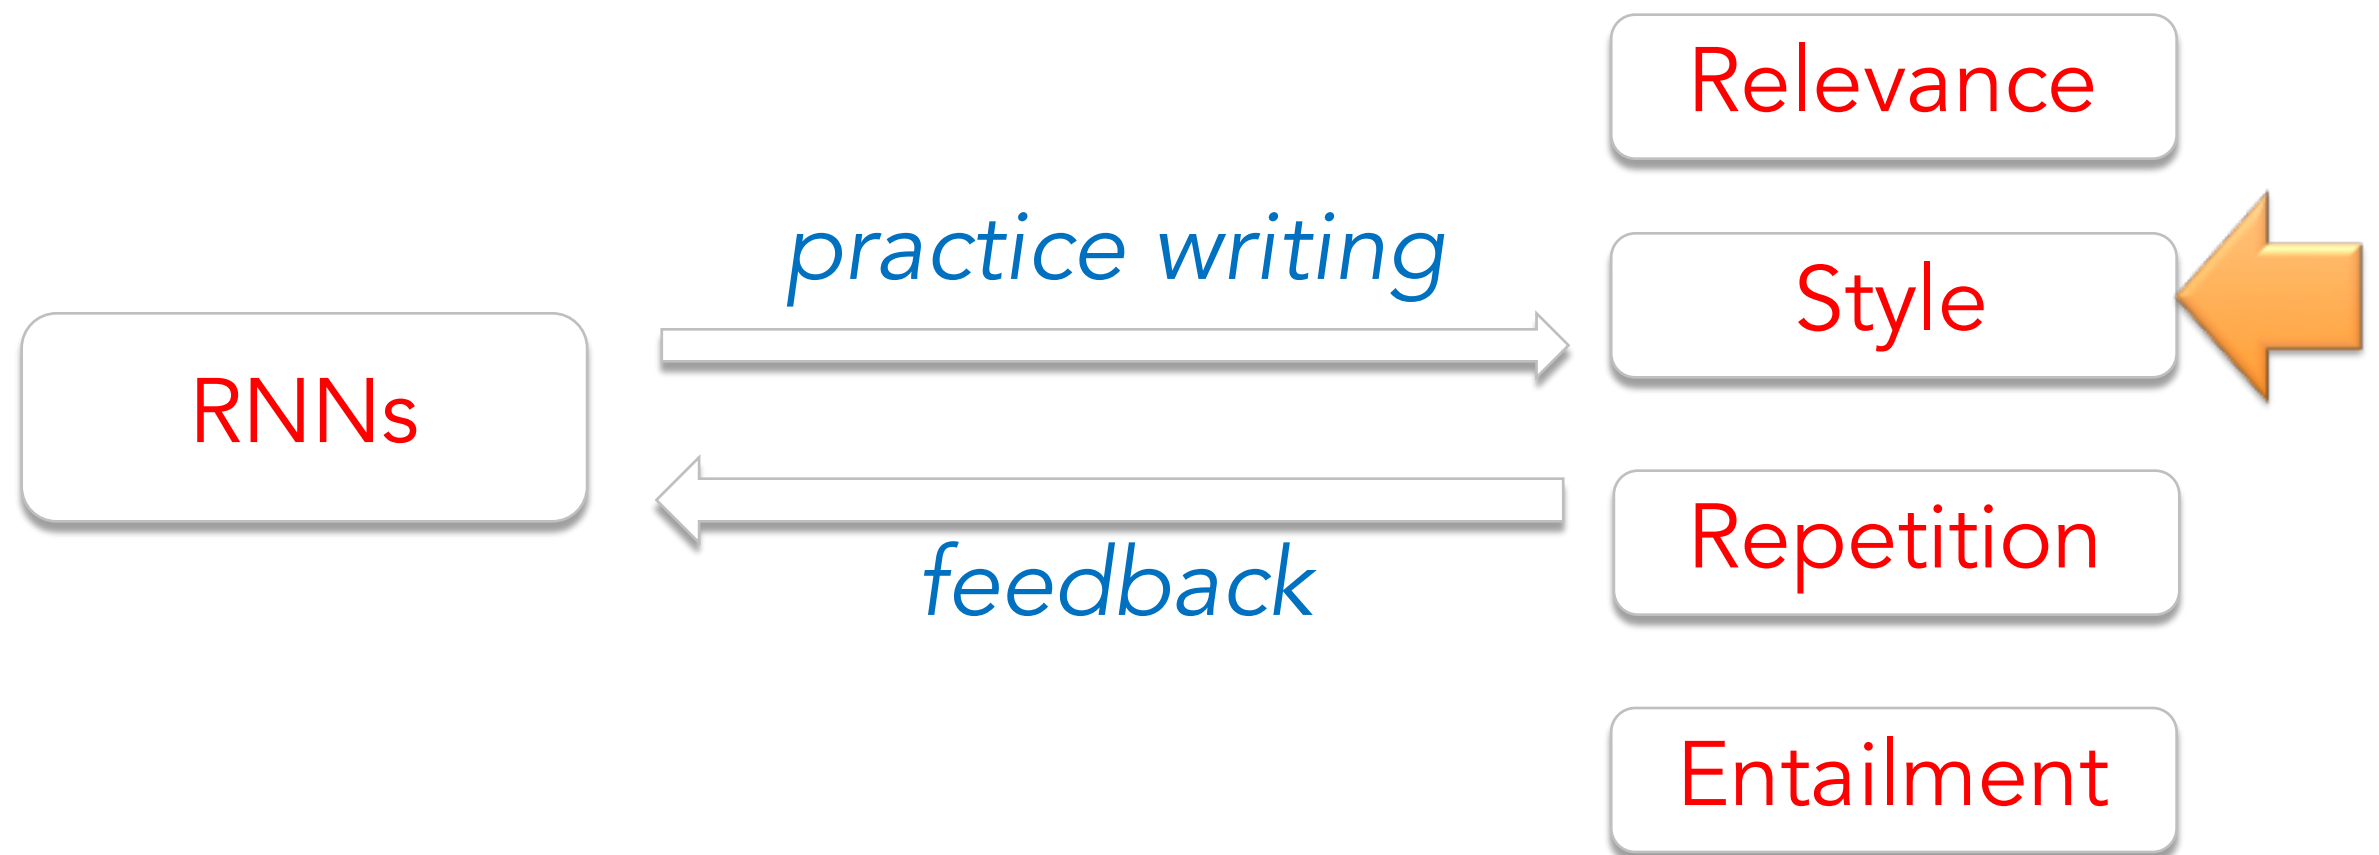 RNNs
practice writing
feedback
Relevance
Style
Repetition
Entailment